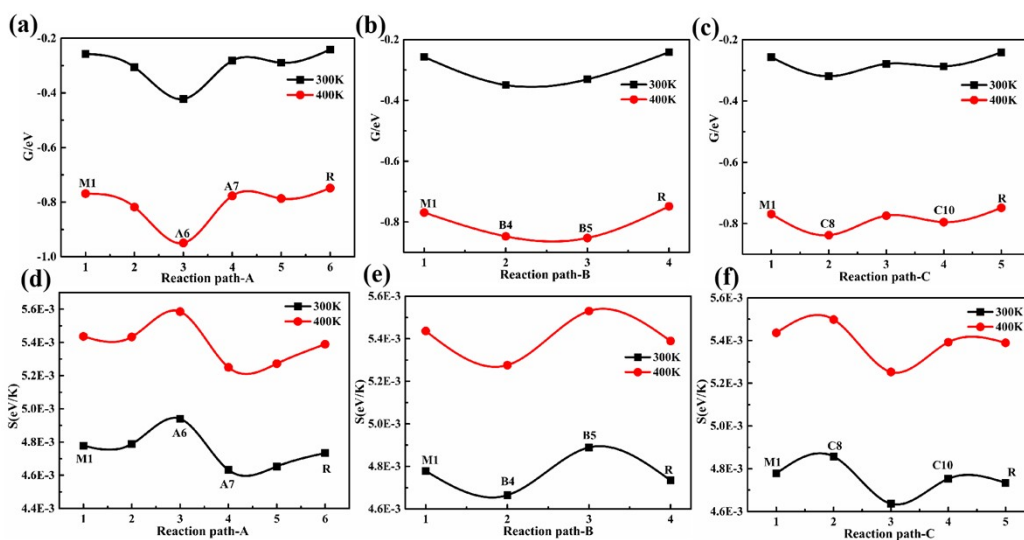 (a)
-0.2
-0.4
-0.6
-0.8
-1.0
G/eV
300K
400K
M1
A6
A7
R
1 2 3 4 5 6
Reaction path-A
(b)
-0.2
-0.4
-0.6
-0.8
G/eV
300K
400K
M1
B4
B5
R
1 2 3 4
Reaction path-B
(c)
-0.2
-0.4
-0.6
-0.8
G/eV
300K
400K
M1
C8
C10
R
1 2 3 4 5
Reaction path-C
(d)
5.6E-3
5.4E-3
5.2E-3
5.0E-3
4.8E-3
4.6E-3
4.4E-3
S(eV/K)
300K
400K
M1
A6
A7
R
1 2 3 4 5 6
Reaction path-A
(e)
5.6E-3
5.4E-3
5.2E-3
5.0E-3
4.8E-3
4.6E-3
S(eV/K)
300K
400K
M1
B4
B5
R
1 2 3 4
Reaction path-B
(f)
5.6E-3
5.4E-3
5.2E-3
5.0E-3
4.8E-3
4.6E-3
S(eV/K)
300K
400K
M1
C8
C10
R
1 2 3 4 5
Reaction path-C